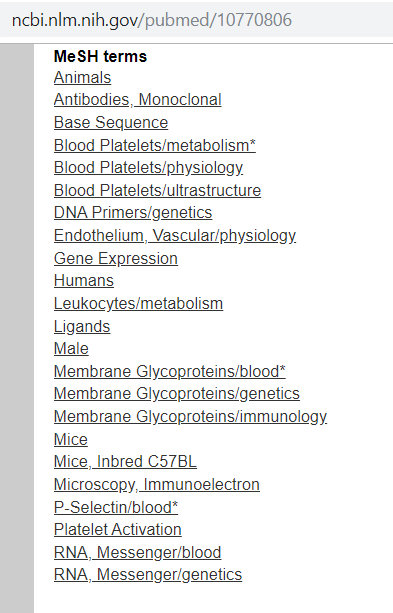 ncbi.nlm.nih.gov/pubmed/10770806
MeSH terms
Animals
Antibodies, Monoclonal
Base Sequence
Blood Platelets/metabolism*
Blood Platelets/physiology
Blood Platelets/ultrastructure
DNA Primers/genetics
Endothelium, Vascular/physiology
Gene Expression
Humans
Leukocytes/metabolism
Ligands
Male
Membrane Glycoproteins/blood*
Membrane Glycoproteins/genetics
Membrane Glycoproteins/immunology
Mice
Mice, Inbred C57BL
Microscopy, Immunoelectron
P-Selectin/blood*
Platelet Activation
RNA, Messenger/blood
RNA, Messenger/genetics